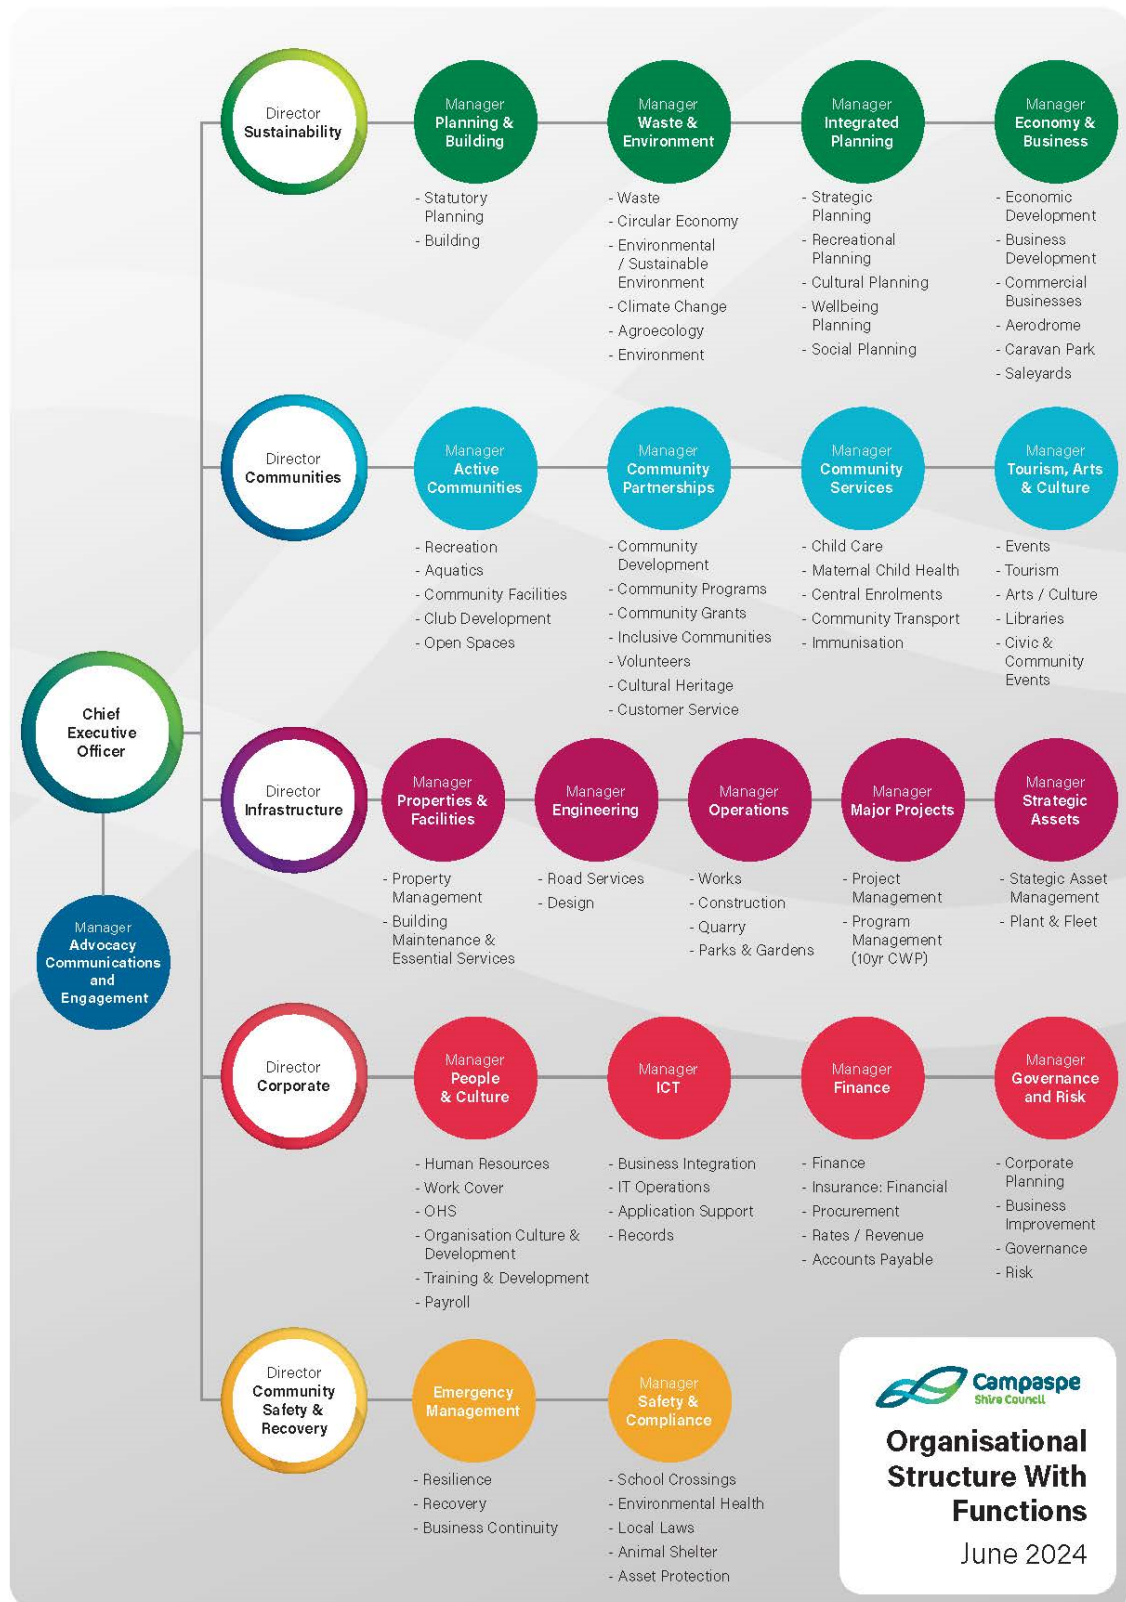 Director
Sustainability
Manager
Planning &
Building
- Statutory
Planning
- Building
Manager
Waste &
Environment
- Waste
- Circular Economy
- Environmental
/ Sustainable
Environment
- Climate Change
- Agroecology
- Environment
Manager
Integrated
Planning
- Strategic
Planning
- Recreational
Planning
- Cultural Planning
- Wellbeing
Planning
- Social Planning
Manager
Economy &
Business
- Economic
Development
- Business
Development
- Commercial
Businesses
- Aerodrome
- Caravan Park
- Saleyards
Director
Communities
Manager
Active
Communities
- Recreation
- Aquatics
- Community Facilities
- Club Development
- Open Spaces
Manager
Community
Partnerships
- Community
Development
- Community Programs
- Community Grants
- Inclusive Communities
- Volunteers
- Cultural Heritage
- Customer Service
Manager
Community
Services
- Child Care
- Maternal Child Health
- Central Enrolments
- Community Transport
- Immunisation
Manager
Tourism, Arts
& Culture
- Events
- Tourism
- Arts / Culture
- Libraries
- Civic &
Community
Events
Chief
Executive
Officer
Manager
Advocacy
Communications
and
Engagement
Director
Infrastructure
Manager
Properties &
Facilities
- Property
Management
- Building
Maintenance &
Essential Services
Manager
Engineering
- Road Services
- Design
Manager
Operations
- Works
- Construction
- Quarry
- Parks & Gardens
Manager
Major Projects
- Project
Management
- Program
Management
(10yr CWP)
Manager
Strategic
Assets
- Stategic Asset
Management
- Plant & Fleet
Director
Corporate
Manager
People
& Culture
- Human Resources
- Work Cover
- OHS
- Organisation Culture &
Development
- Training & Development
- Payroll
Manager
ICT
- Business Integration
- IT Operations
- Application Support
- Records
Manager
Finance
- Finance
- Insurance: Financial
- Procurement
- Rates / Revenue
- Accounts Payable
Manager
Governance
and Risk
- Corporate
Planning
- Business
Improvement
- Governance
- Risk
Director
Community
Safety &
Recovery
Emergency
Management
- Resilience
- Recovery
- Business Continuity
Manager
Safety &
Compliance
- School Crossings
- Environmental Health
- Local Laws
- Animal Shelter
- Asset Protection
Campaspe
Shire Council
Organisational
Structure With
Functions
June 2024